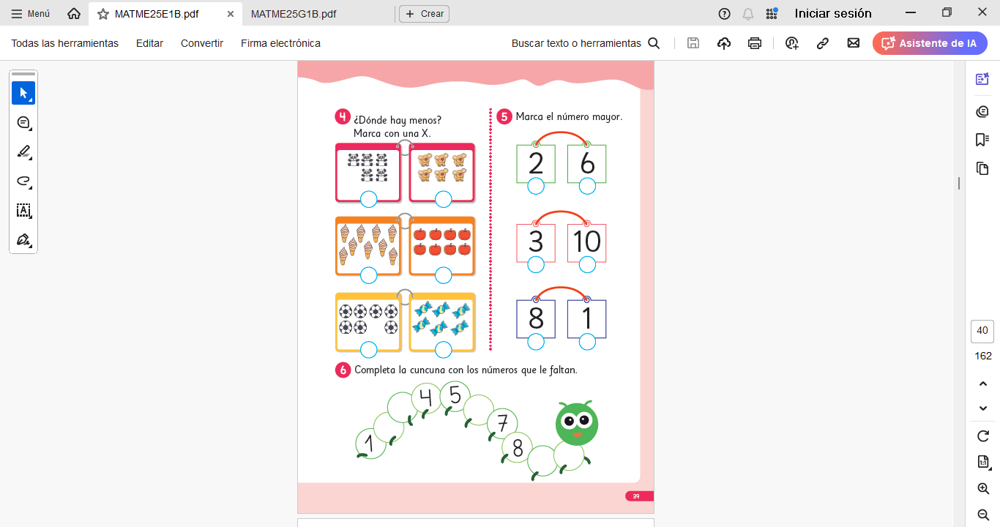 Menú
MATME25E1B.pdf
MATME25G1B.pdf
Crear
Iniciar sesión
Todas las herramientas
Editar
Convertir
Firma electrónica
Buscar texto o herramientas
Asistente de IA
4 ¿Dónde hay menos?
Marca con una X.
5 Marca el número mayor.
2 6
3 10
8 1
6 Completa la cuncuna con los números que le faltan.
1 4 5 7 8
39
40
162
1:1